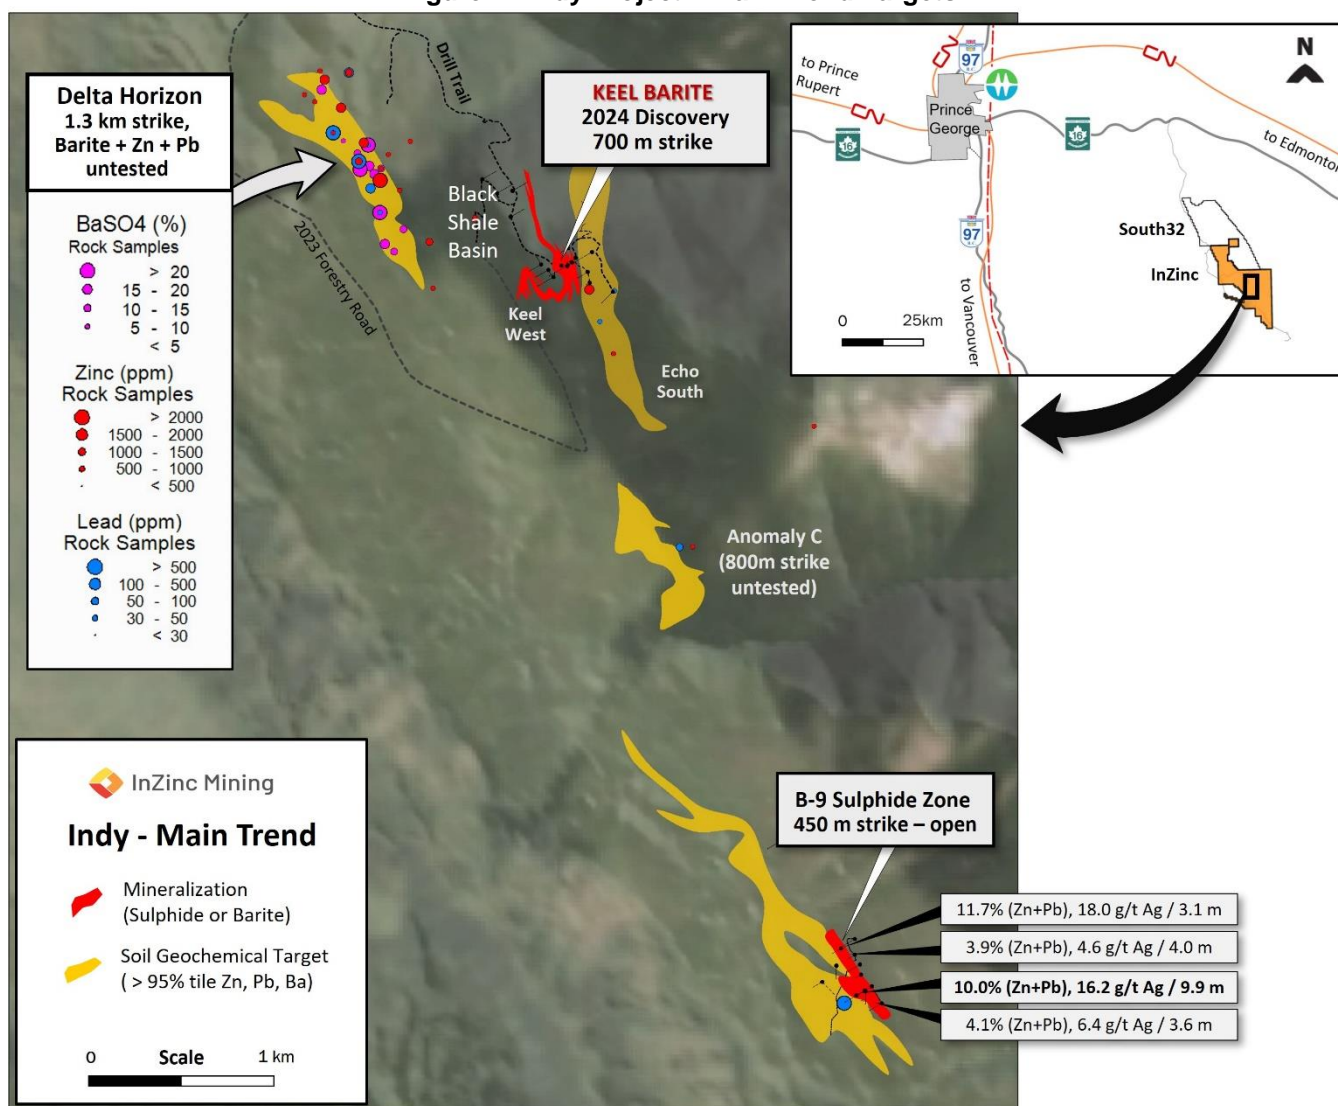 Delta Horizon
1.3 km strike,
Barite + Zn + Pb
untested
BaSO4 (%)
Rock Samples
> 20
15 - 20
10 - 15
5 - 10
< 5
Zinc (ppm)
Rock Samples
> 2000
1500 - 2000
1000 - 1500
500 - 1000
< 500
Lead (ppm)
Rock Samples
> 500
100 - 500
50 - 100
30 - 50
< 30
Drill Trail
KEEL BARITE
2024 Discovery
700 m strike
Black
Shale
Basin
2023 Forestry Road
Keel
West
Echo
South
Anomaly C
(800m strike
untested)
to Prince
Rupert
CN
97
CN
N
Prince
George
16
CN
16
to Edmonton
97
to Vancouver
South32
InZinc
0 25km
InZinc Mining
Indy - Main Trend
Mineralization
(Sulphide or Barite)
Soil Geochemical Target
( > 95% tile Zn, Pb, Ba)
0 Scale 1 km
B-9 Sulphide Zone
450 m strike – open
11.7% (Zn+Pb), 18.0 g/t Ag / 3.1 m
3.9% (Zn+Pb), 4.6 g/t Ag / 4.0 m
10.0% (Zn+Pb), 16.2 g/t Ag / 9.9 m
4.1% (Zn+Pb), 6.4 g/t Ag / 3.6 m